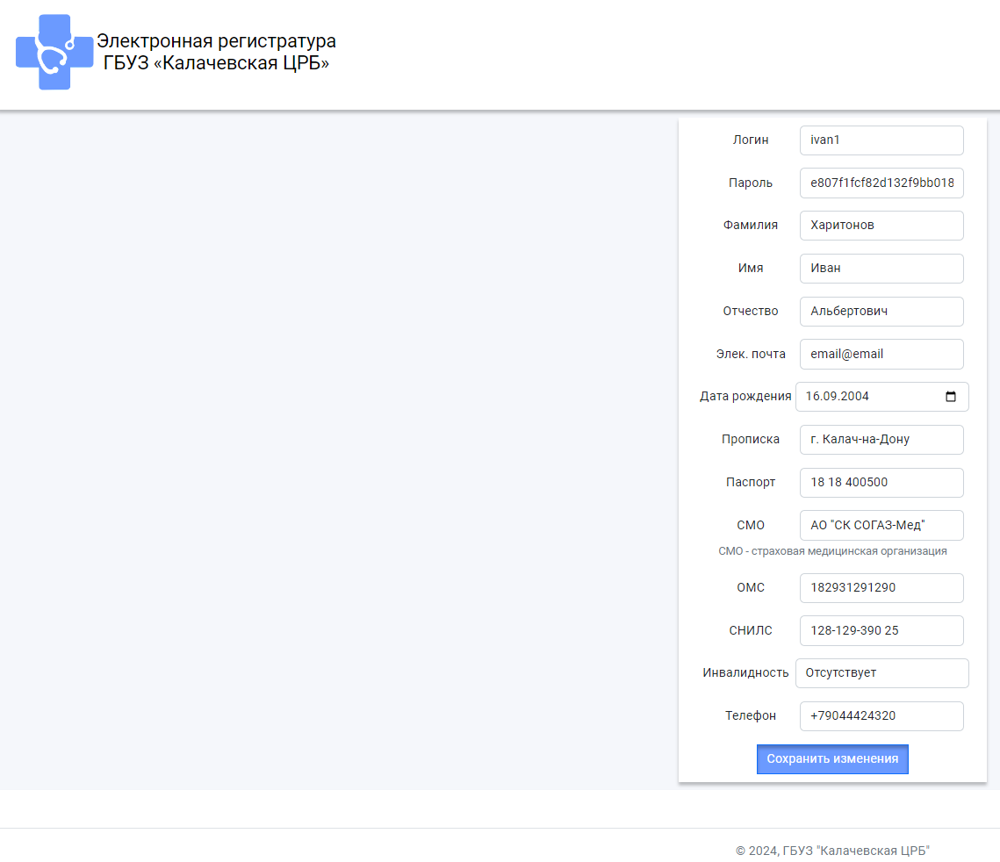 Электронная регистратура
ГБУЗ «Калачевская ЦРБ»
Логин ivan1
Пароль e807f1fcf82d132f9bb018
Фамилия Харитонов
Имя Иван
Отчество Альбертович
Элек. почта email@email
Дата рождения 16.09.2004
Прописка г. Калач-на-Дону
Паспорт 18 18 400500
СМО АО "СК СОГАЗ-Мед"
СМО - страховая медицинская организация
ОМС 182931291290
СНИЛС 128-129-390 25
Инвалидность Отсутствует
Телефон +79044424320
Сохранить изменения
© 2024, ГБУЗ "Калачевская ЦРБ"